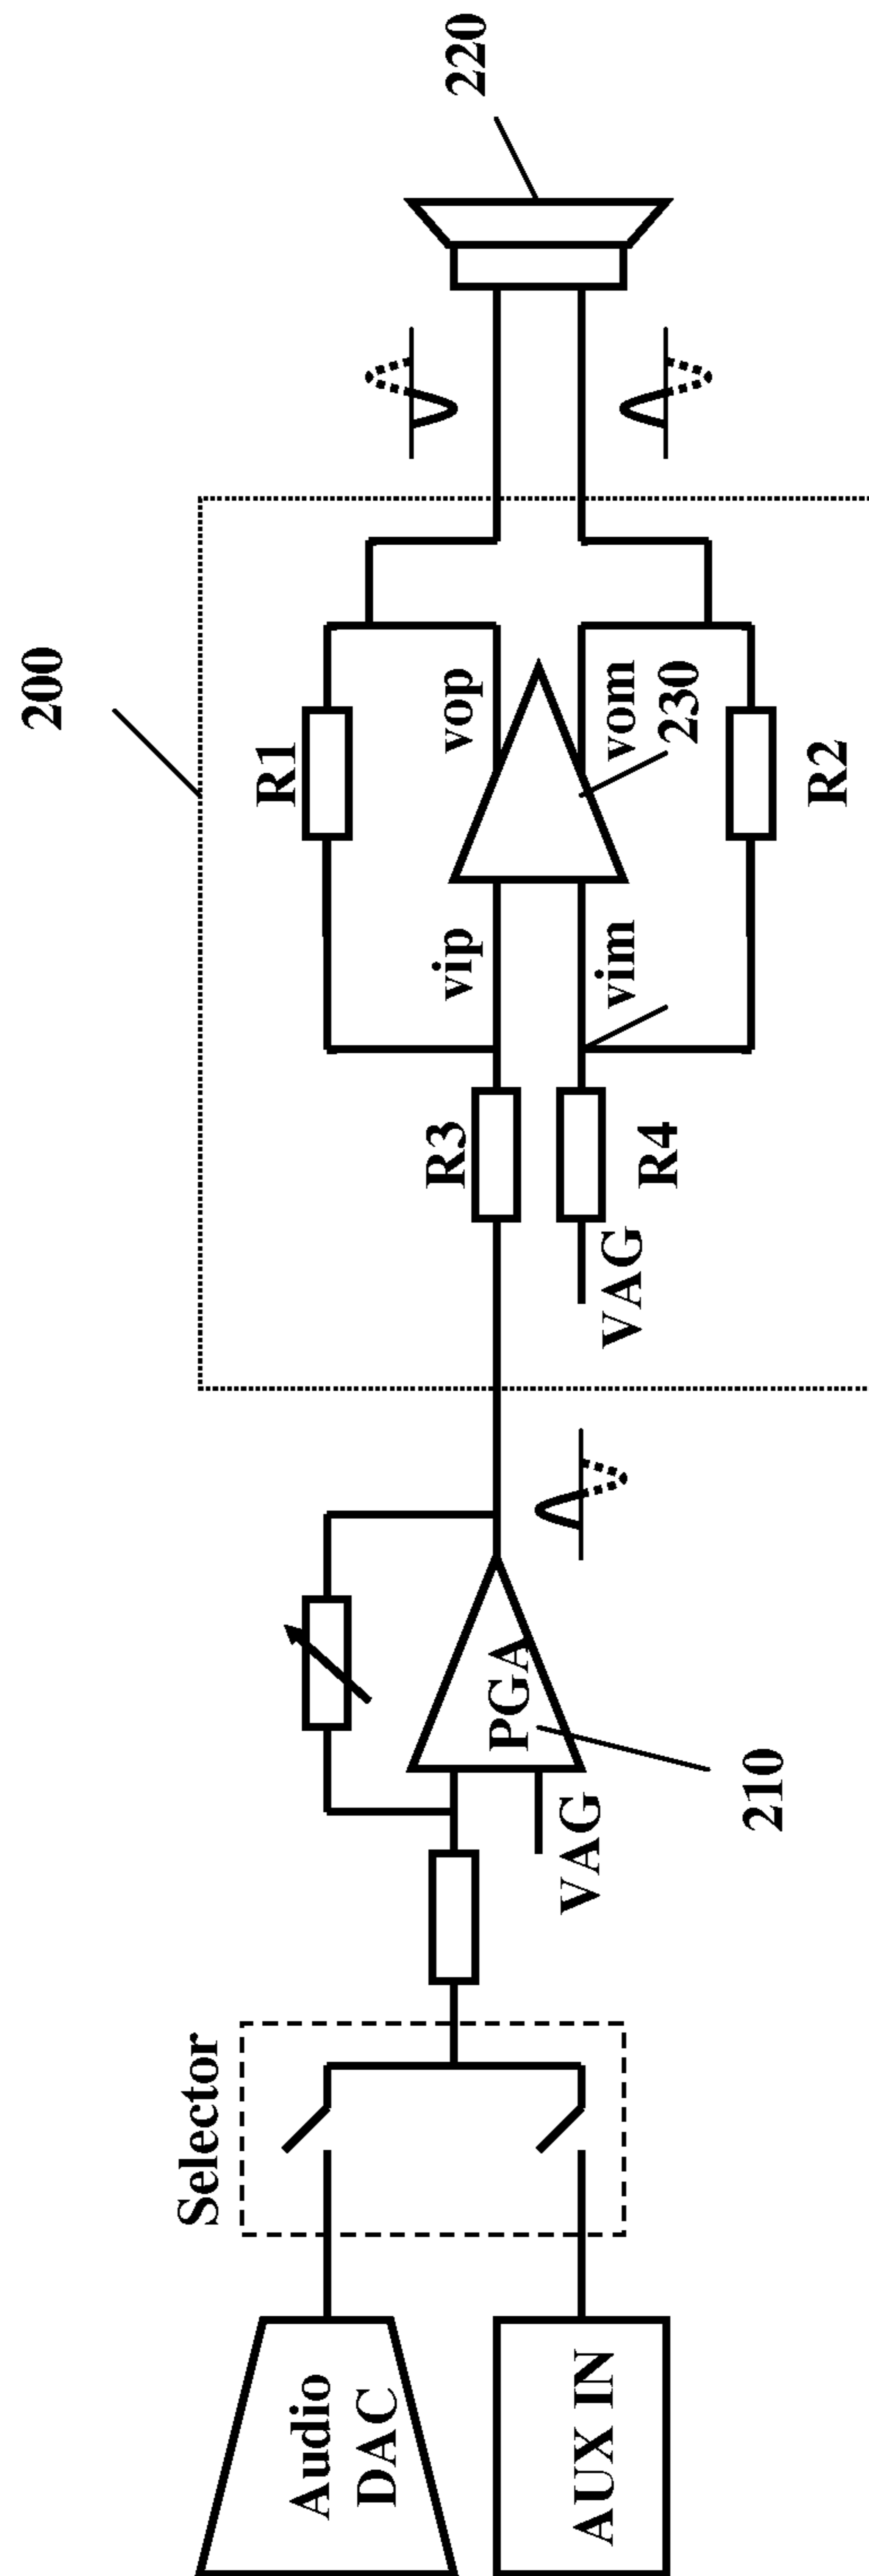 Audio
DAC
AUX IN
Selector
VAG
PGA
210
200
R3
R4
VAG
vip
vim
R1
R2
vop
vom
230
220